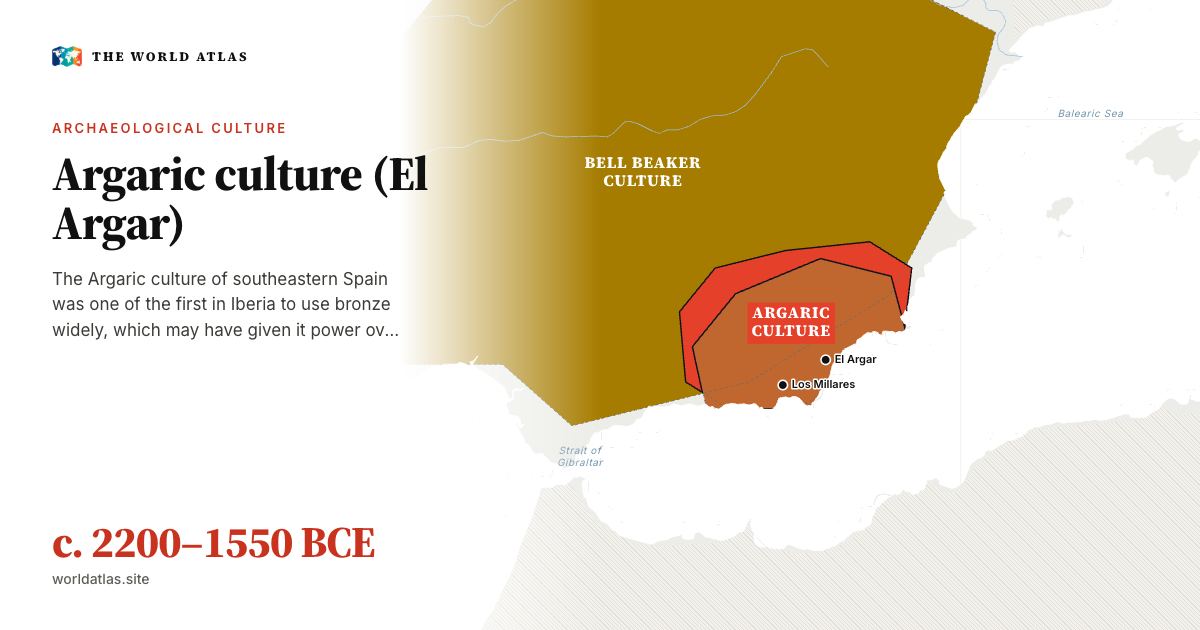 THE WORLD ATLAS
ARCHAEOLOGICAL CULTURE
Argaric culture (El
Argar)
The Argaric culture of southeastern Spain
was one of the first in Iberia to use bronze
widely, which may have given it power ov...
c. 2200–1550 BCE
worldatlas.site
Balearic Sea
BELL BEAKER
CULTURE
ARGARIC
CULTURE
El Argar
Los Millares
Strait of
Gibraltar